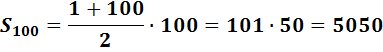 S₁₀₀ = (1 + 100)/2 · 100 = 101 · 50 = 5050